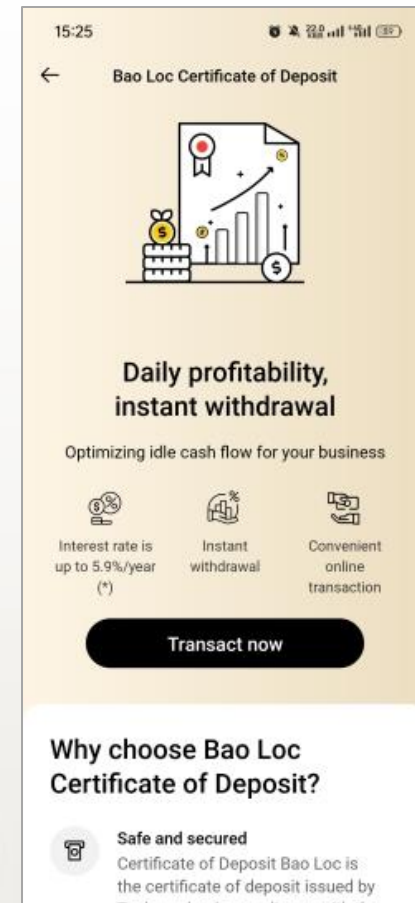 15:25
Bao Loc Certificate of Deposit
Daily profitability,
instant withdrawal
Optimizing idle cash flow for your business
Interest rate is
up to 5.9%/year
(*)
Instant
withdrawal
Convenient
online
transaction
Transact now
Why choose Bao Loc
Certificate of Deposit?
Safe and secured
Certificate of Deposit Bao Loc is
the certificate of deposit issued by